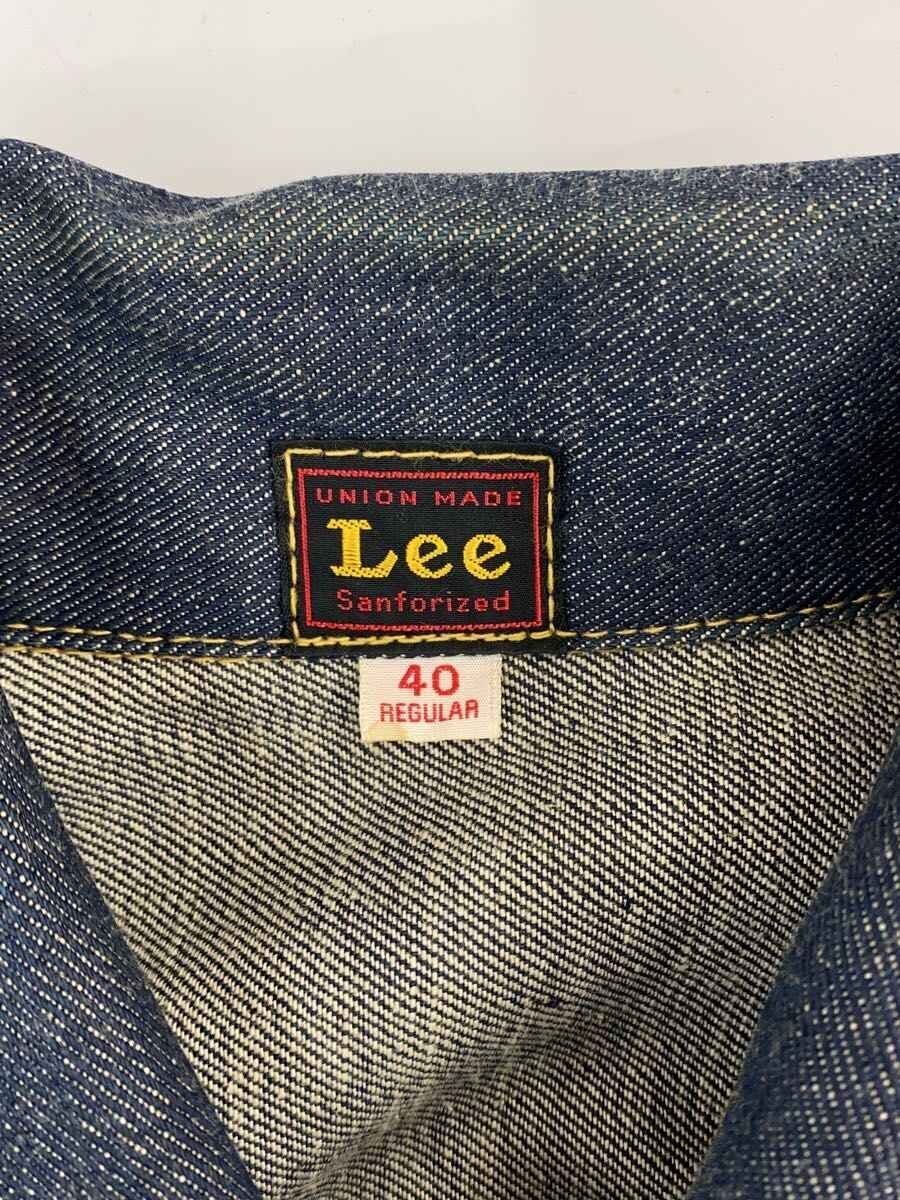 UNION MADE
Lee
Sanforized
40
REGULAR